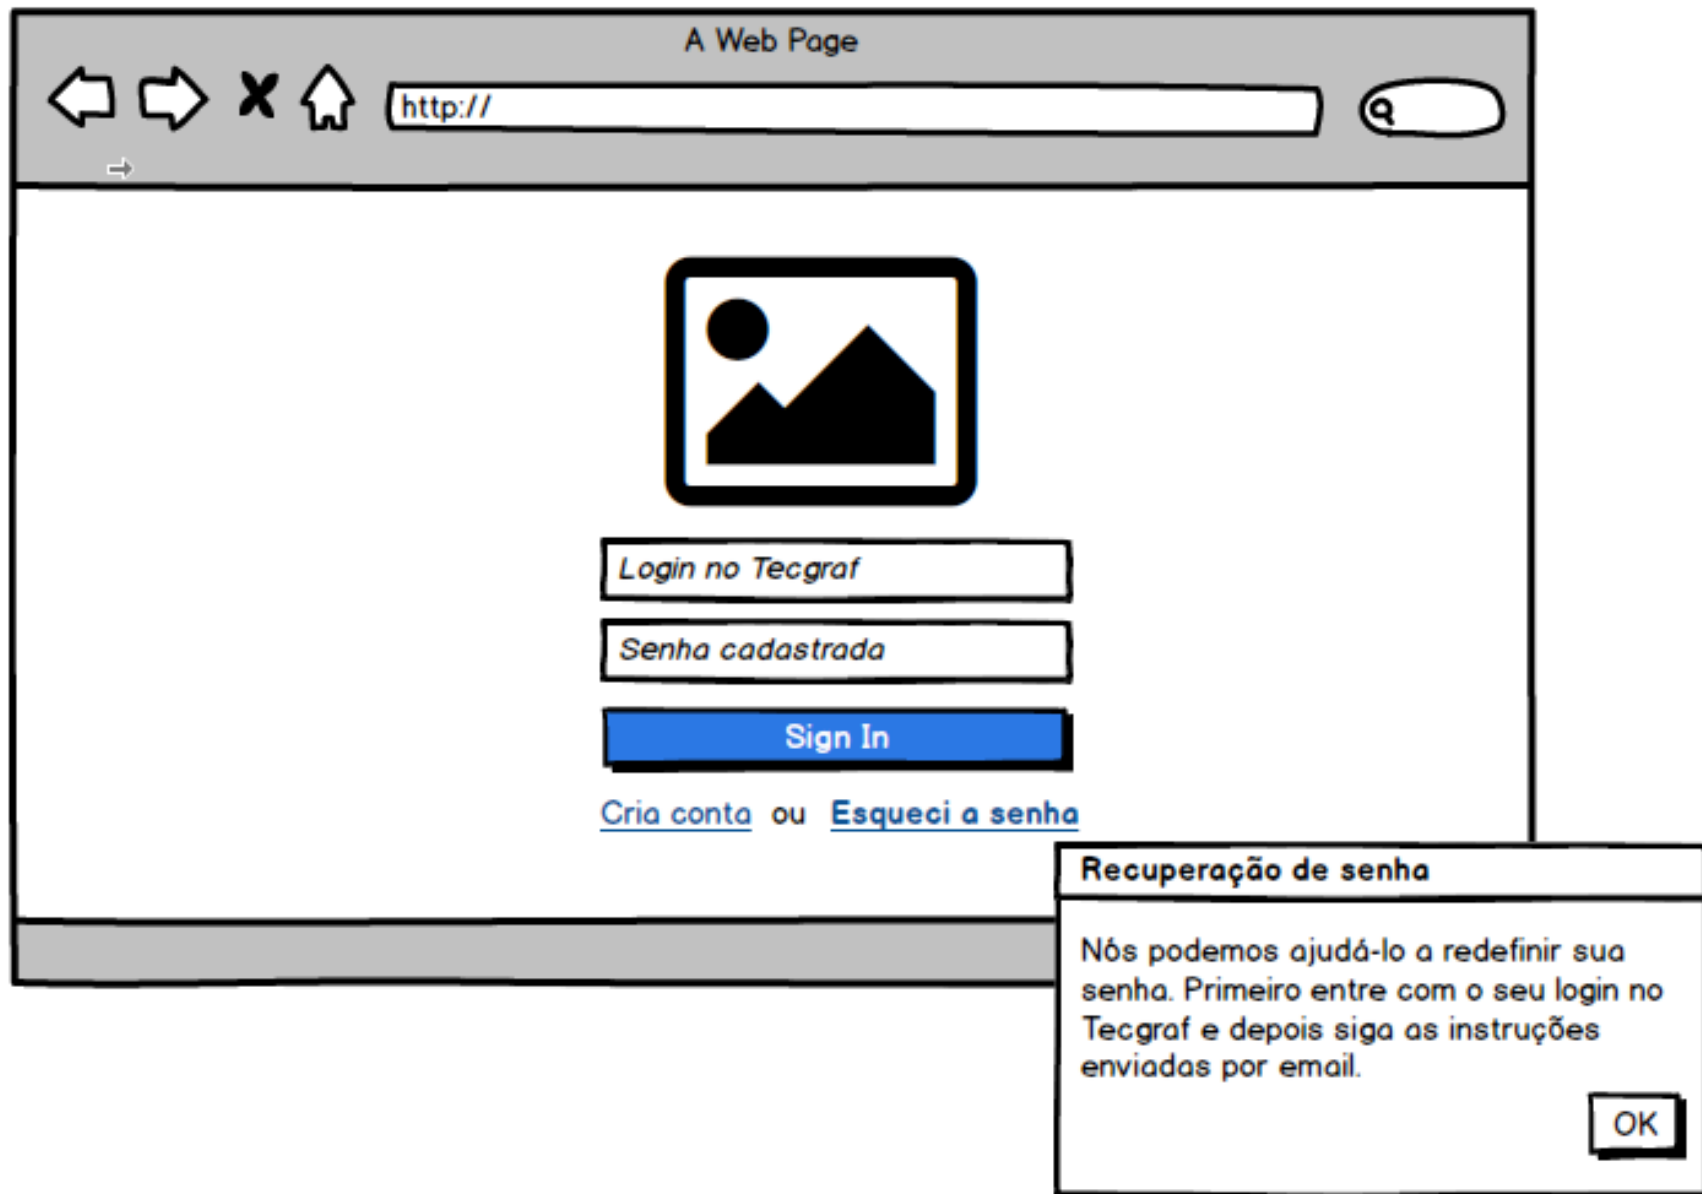 A Web Page
http://
Login no Tecgraf
Senha cadastrada
Sign In
Cria conta ou Esqueci a senha
Recuperação de senha
Nós podemos ajudá-lo a redefinir sua
senha. Primeiro entre com o seu login no
Tecgraf e depois siga as instruções
enviadas por email.
OK